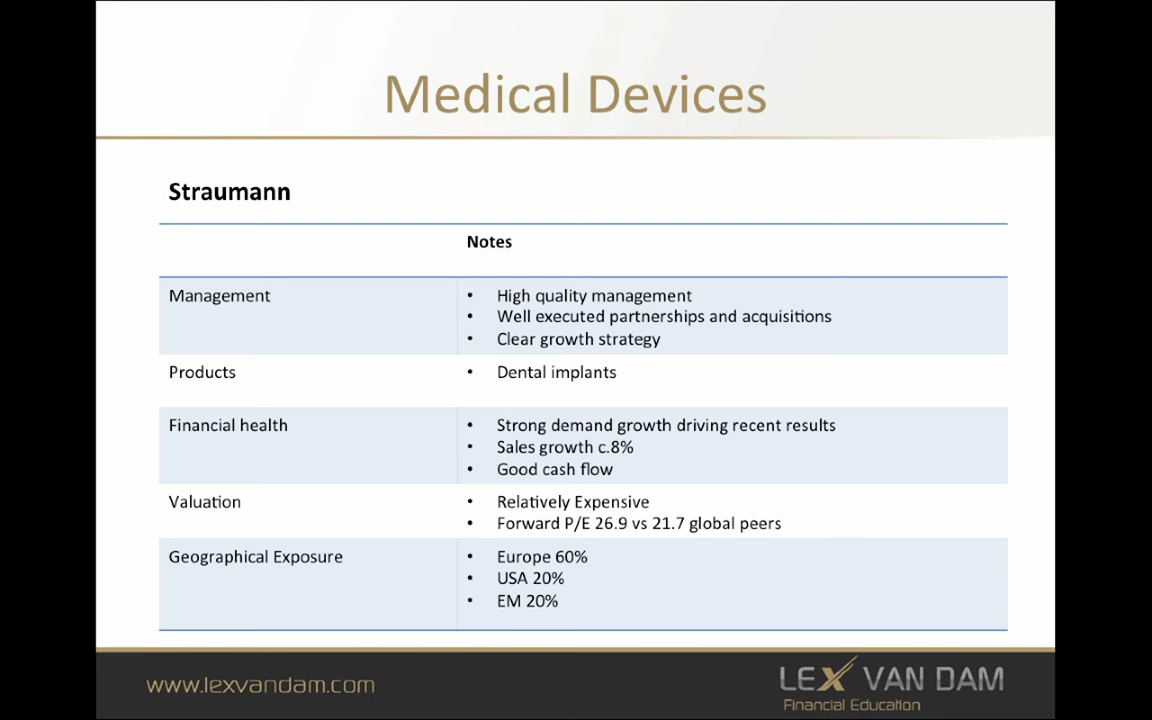 Medical Devices
Straumann
Notes
Management
• High quality management
• Well executed partnerships and acquisitions
• Clear growth strategy
Products
• Dental implants
Financial health
• Strong demand growth driving recent results
• Sales growth c.8%
• Good cash flow
Valuation
• Relatively Expensive
• Forward P/E 26.9 vs 21.7 global peers
Geographical Exposure
• Europe 60%
• USA 20%
• EM 20%
www.lexvandam.com
LEX VAN DAM
Financial Education